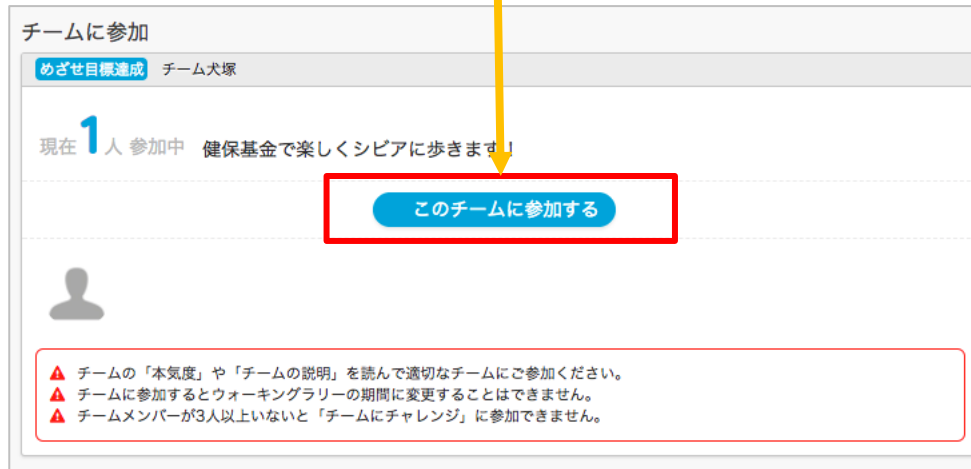 チームに参加
めざせ目標達成 チーム犬塚
現在1人 参加中 健保基金で楽しくシビアに歩きます！
このチームに参加する
チームの「本気度」や「チームの説明」を読んで適切なチームにご参加ください。
チームに参加するとウォーキングラリーの期間に変更することはできません。
チームメンバーが3人以上いないと「チームにチャレンジ」に参加できません。